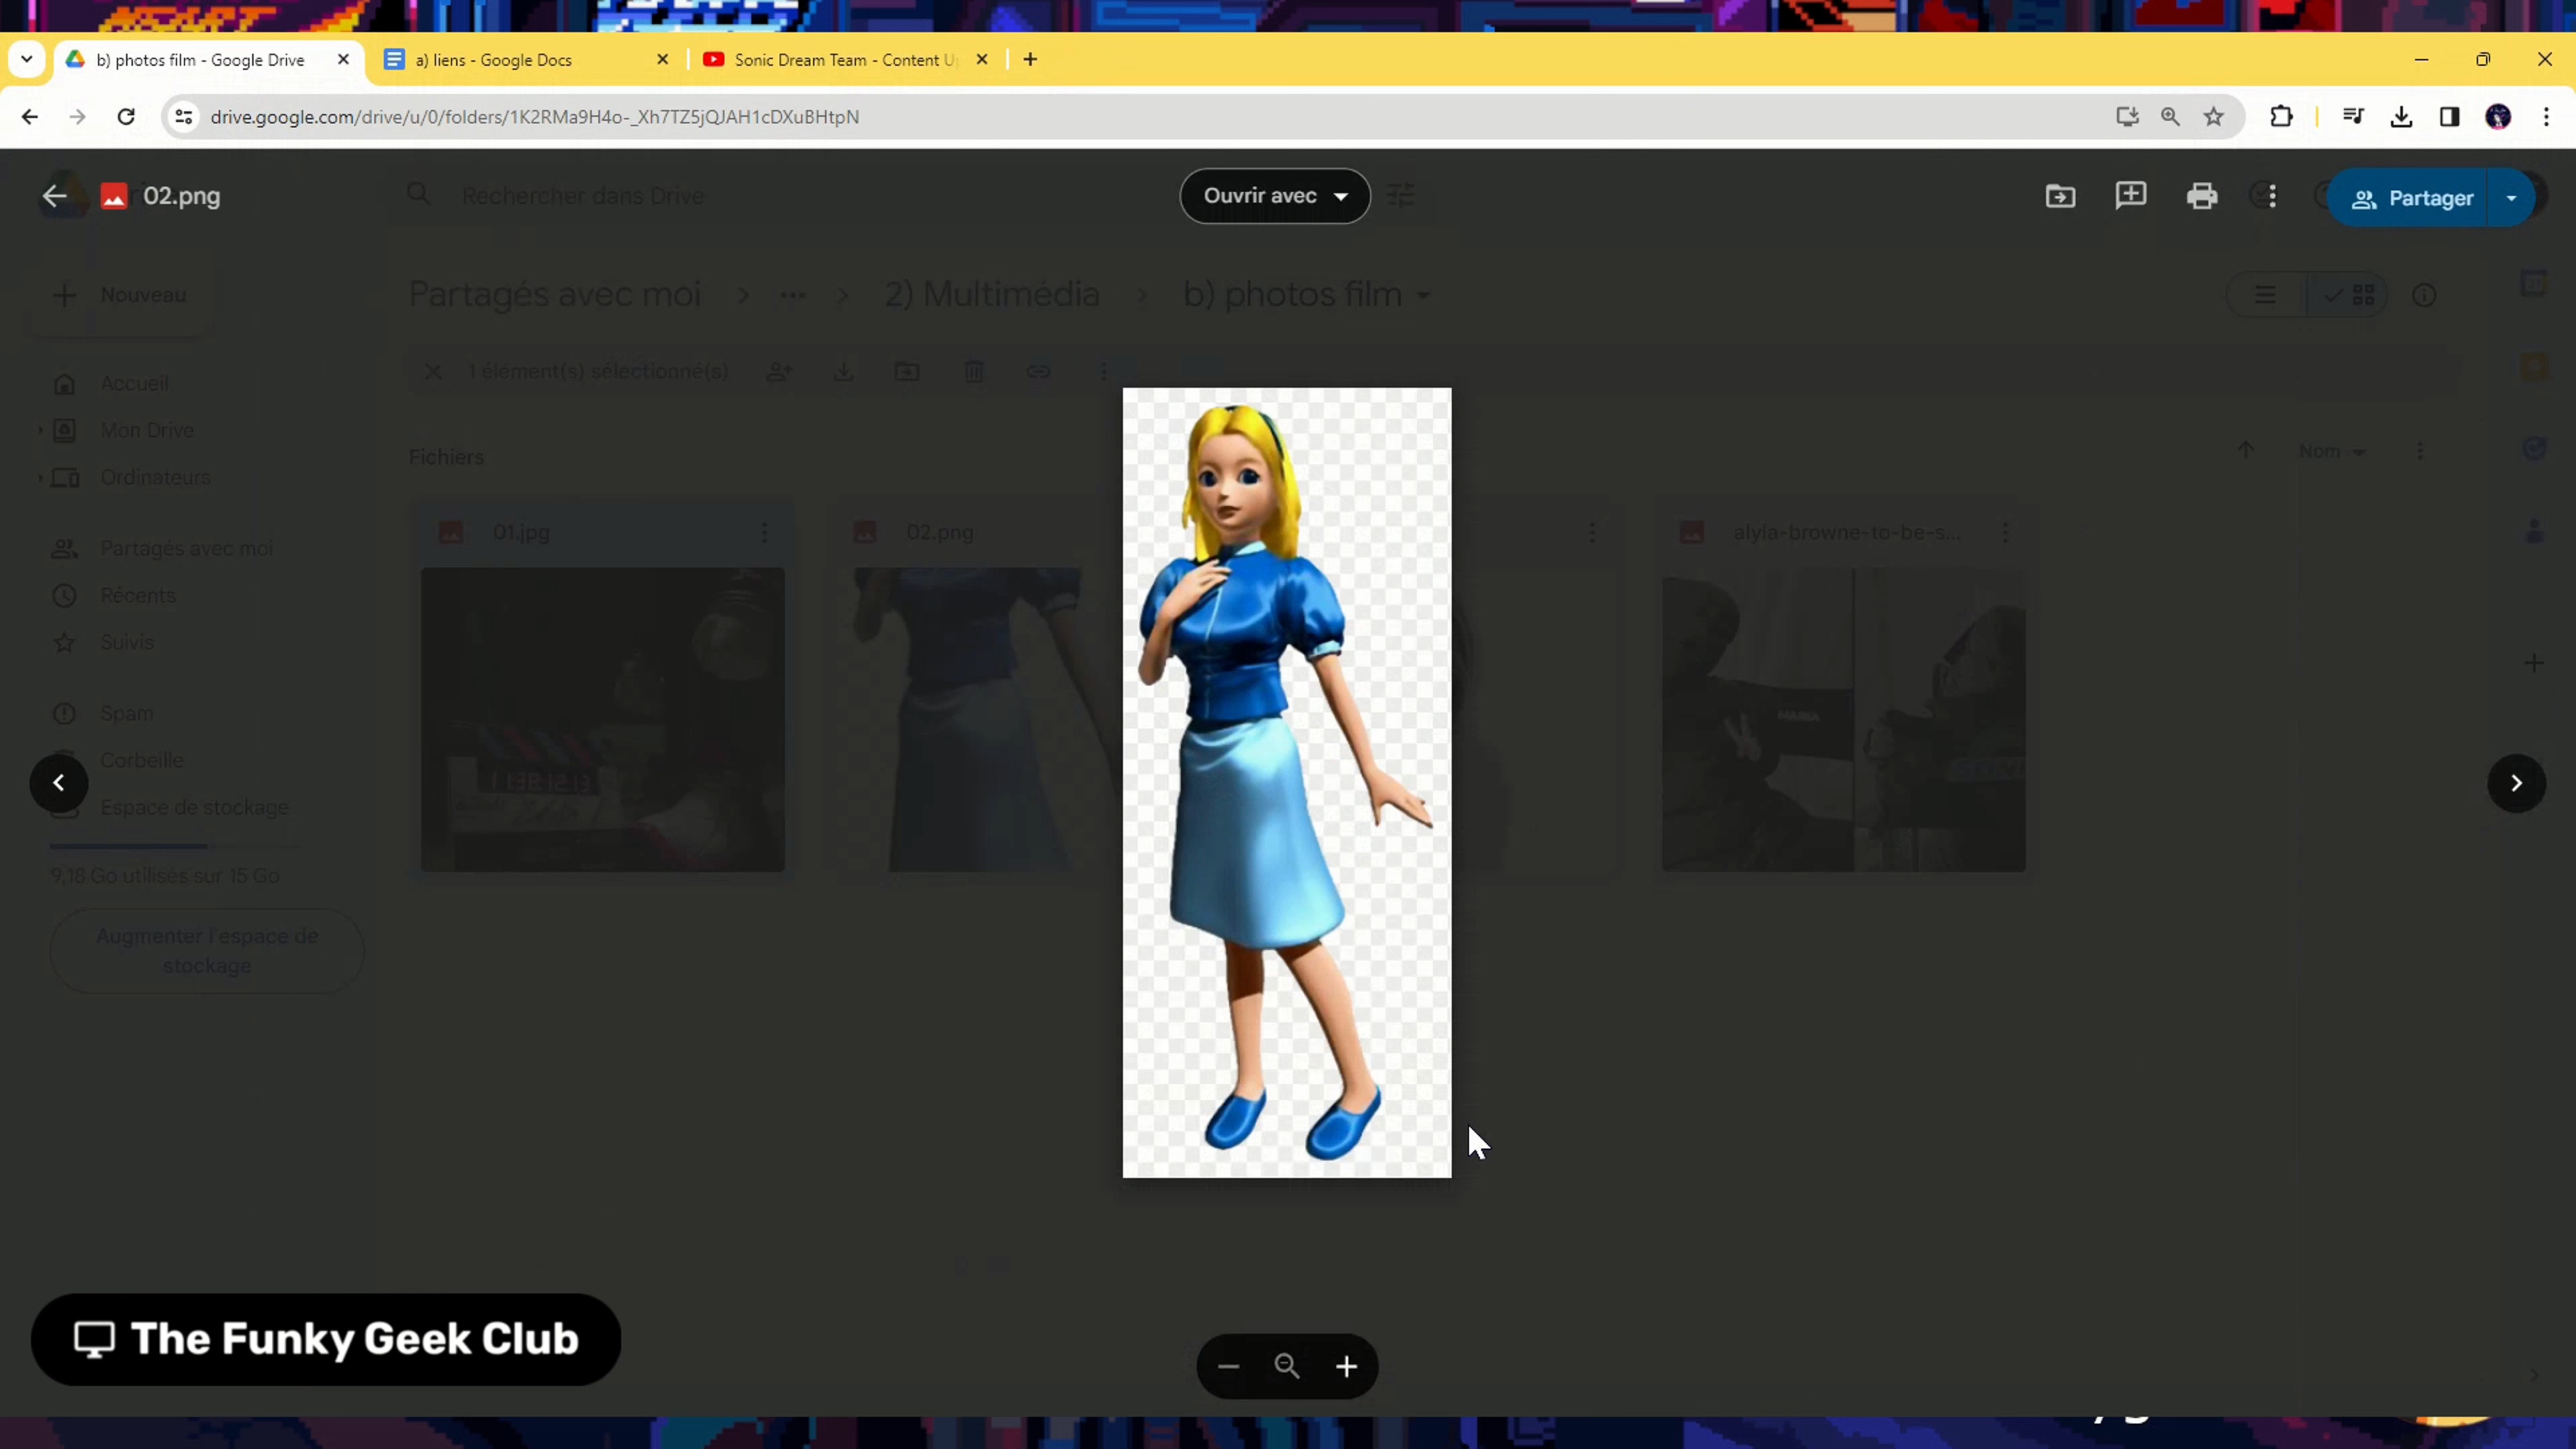 START
b) photos film - Google Drive
a) liens - Google Docs
Sonic Dream Team - Content U
drive.google.com/drive/u/0/folders/1K2RMa9H4o-_Xh7TZ5jQJAH1cDXuBHtpN
02.png
Rechercher dans Drive
Ouvrir avec
Partager
Nouveau
Partagés avec moi
2) Multimédia
b) photos film
1 élément(s) sélectionné(s)
Accueil
Mon Drive
Ordinateurs
Partagés avec moi
Récents
Suivis
Spam
Corbeille
Espace de stockage
9,18 Go utilisés sur 15 Go
Augmenter l'espace de
stockage
Fichiers
Nom
01.jpg
02.png
alyla-browne-to-be-s...
MARIA
The Funky Geek Club